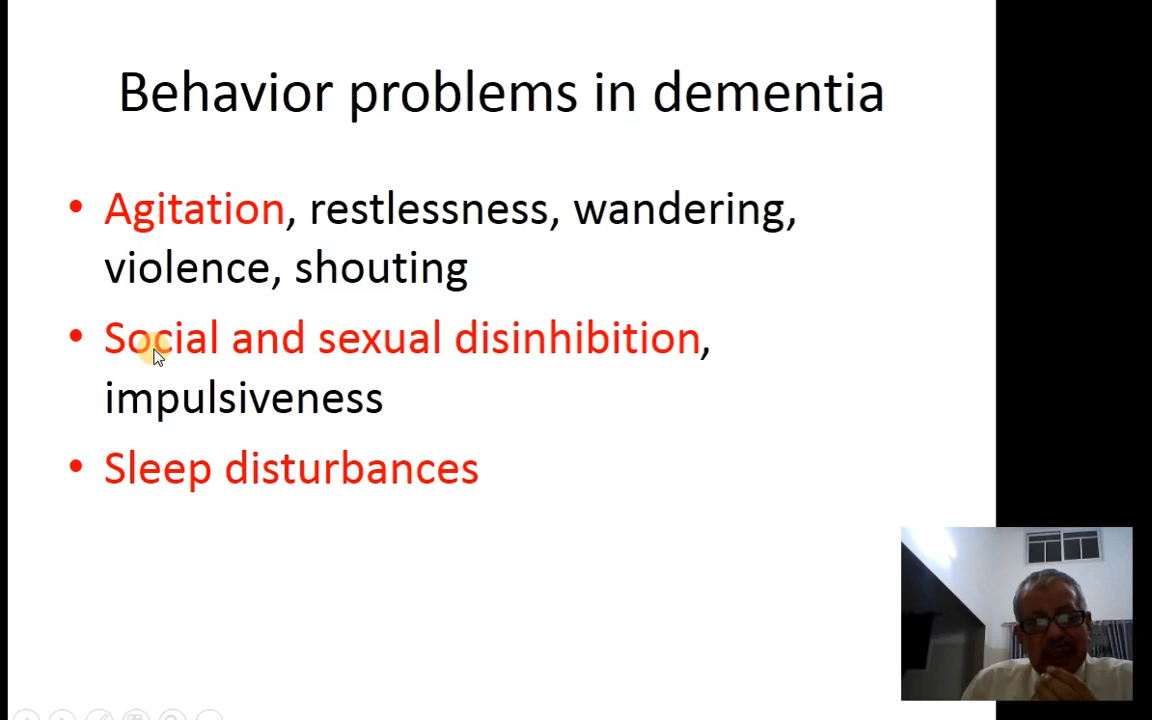 Behavior problems in dementia
• Agitation, restlessness, wandering,
violence, shouting
• Social and sexual disinhibition,
impulsiveness
• Sleep disturbances